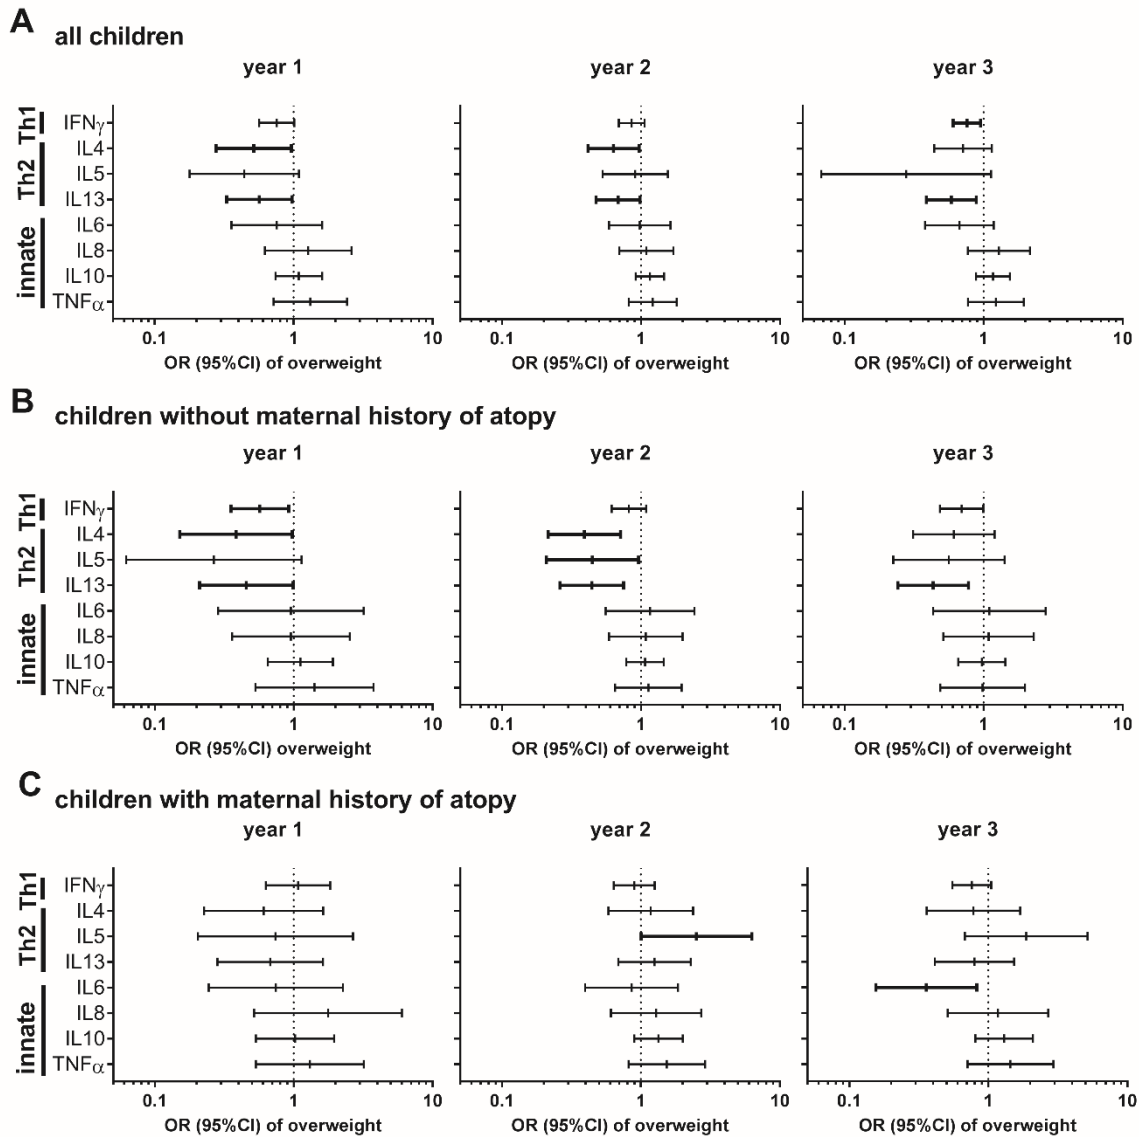 A all children
year 1 year 2 year 3
Th1 Th2 innate
IFNγ
IL4
IL5
IL13
IL6
IL8
IL10
TNFα
0.1 1 10 0.1 1 10 0.1 1 10
OR (95%CI) of overweight OR (95%CI) of overweight OR (95%CI) of overweight
B children without maternal history of atopy
year 1 year 2 year 3
Th1 Th2 innate
IFNγ
IL4
IL5
IL13
IL6
IL8
IL10
TNFα
0.1 1 10 0.1 1 10 0.1 1 10
OR (95%CI) overweight OR (95%CI) of overweight OR (95%CI) of overweight
C children with maternal history of atopy
year 1 year 2 year 3
Th1 Th2 innate
IFNγ
IL4
IL5
IL13
IL6
IL8
IL10
TNFα
0.1 1 10 0.1 1 10 0.1 1 10
OR (95%CI) of overweight OR (95%CI) of overweight OR (95%CI) of overweight